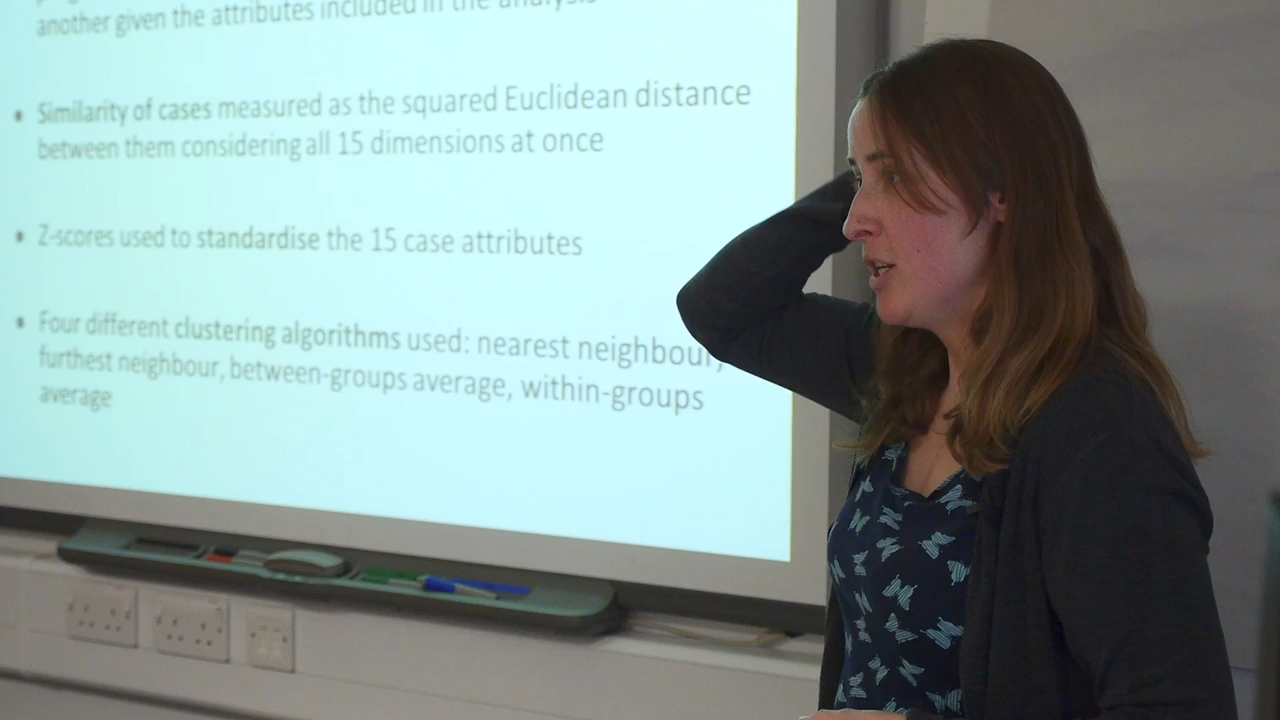 another given the attributes included in the analysis
• Similarity of cases measured as the squared Euclidean distance
between them considering all 15 dimensions at once
• Z-scores used to standardise the 15 case attributes
• Four different clustering algorithms used: nearest neighbour,
furthest neighbour, between-groups average, within-groups
average